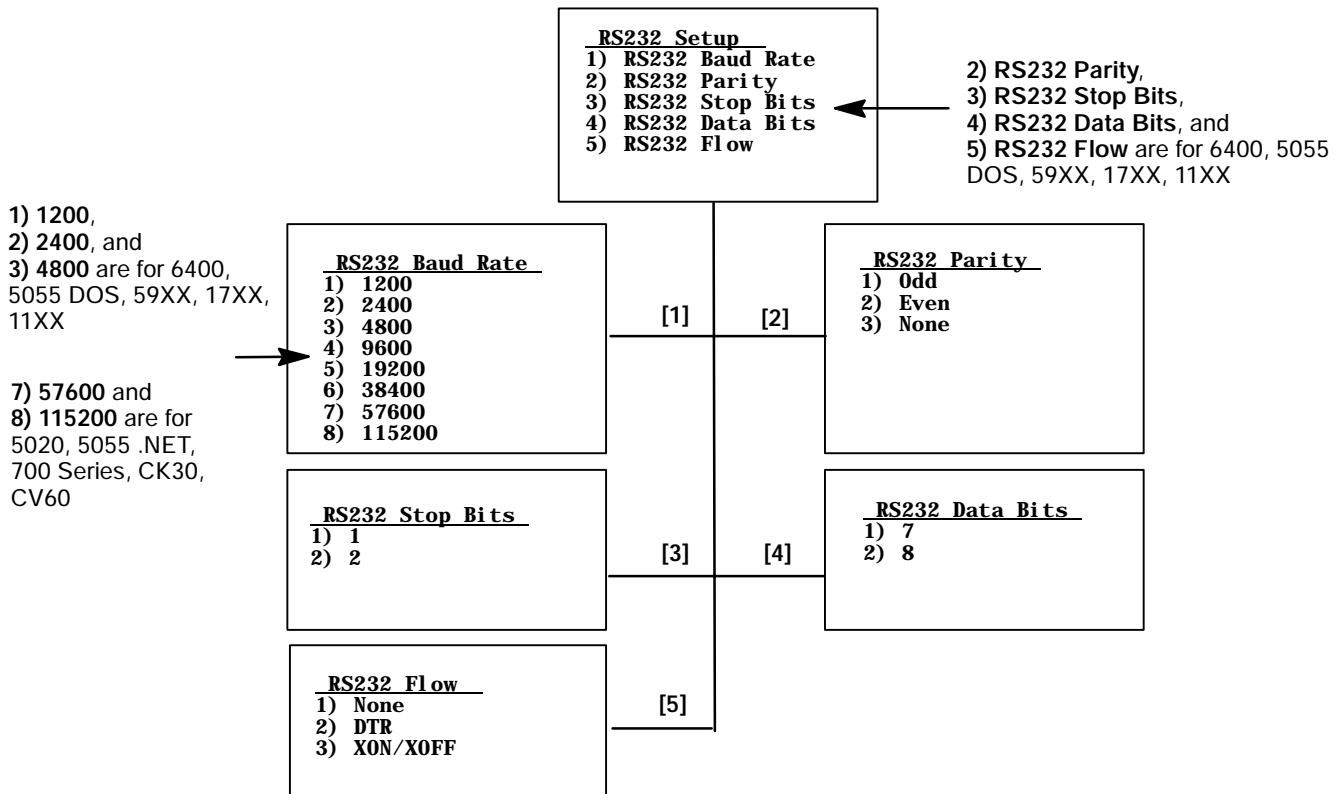 RS232 Setup
1) RS232 Baud Rate
2) RS232 Parity
3) RS232 Stop Bits
4) RS232 Data Bits
5) RS232 Flow
2) RS232 Parity,
3) RS232 Stop Bits,
4) RS232 Data Bits, and
5) RS232 Flow are for 6400, 5055
DOS, 59XX, 17XX, 11XX
1) 1200,
2) 2400, and
3) 4800 are for 6400,
5055 DOS, 59XX, 17XX,
11XX
7) 57600 and
8) 115200 are for
5020, 5055 .NET,
700 Series, CK30,
CV60
RS232 Baud Rate
1) 1200
2) 2400
3) 4800
4) 9600
5) 19200
6) 38400
7) 57600
8) 115200
[1]
[2]
RS232 Parity
1) Odd
2) Even
3) None
RS232 Stop Bits
1) 1
2) 2
[3]
[4]
RS232 Data Bits
1) 7
2) 8
RS232 Flow
1) None
2) DTR
3) XON/XOFF
[5]